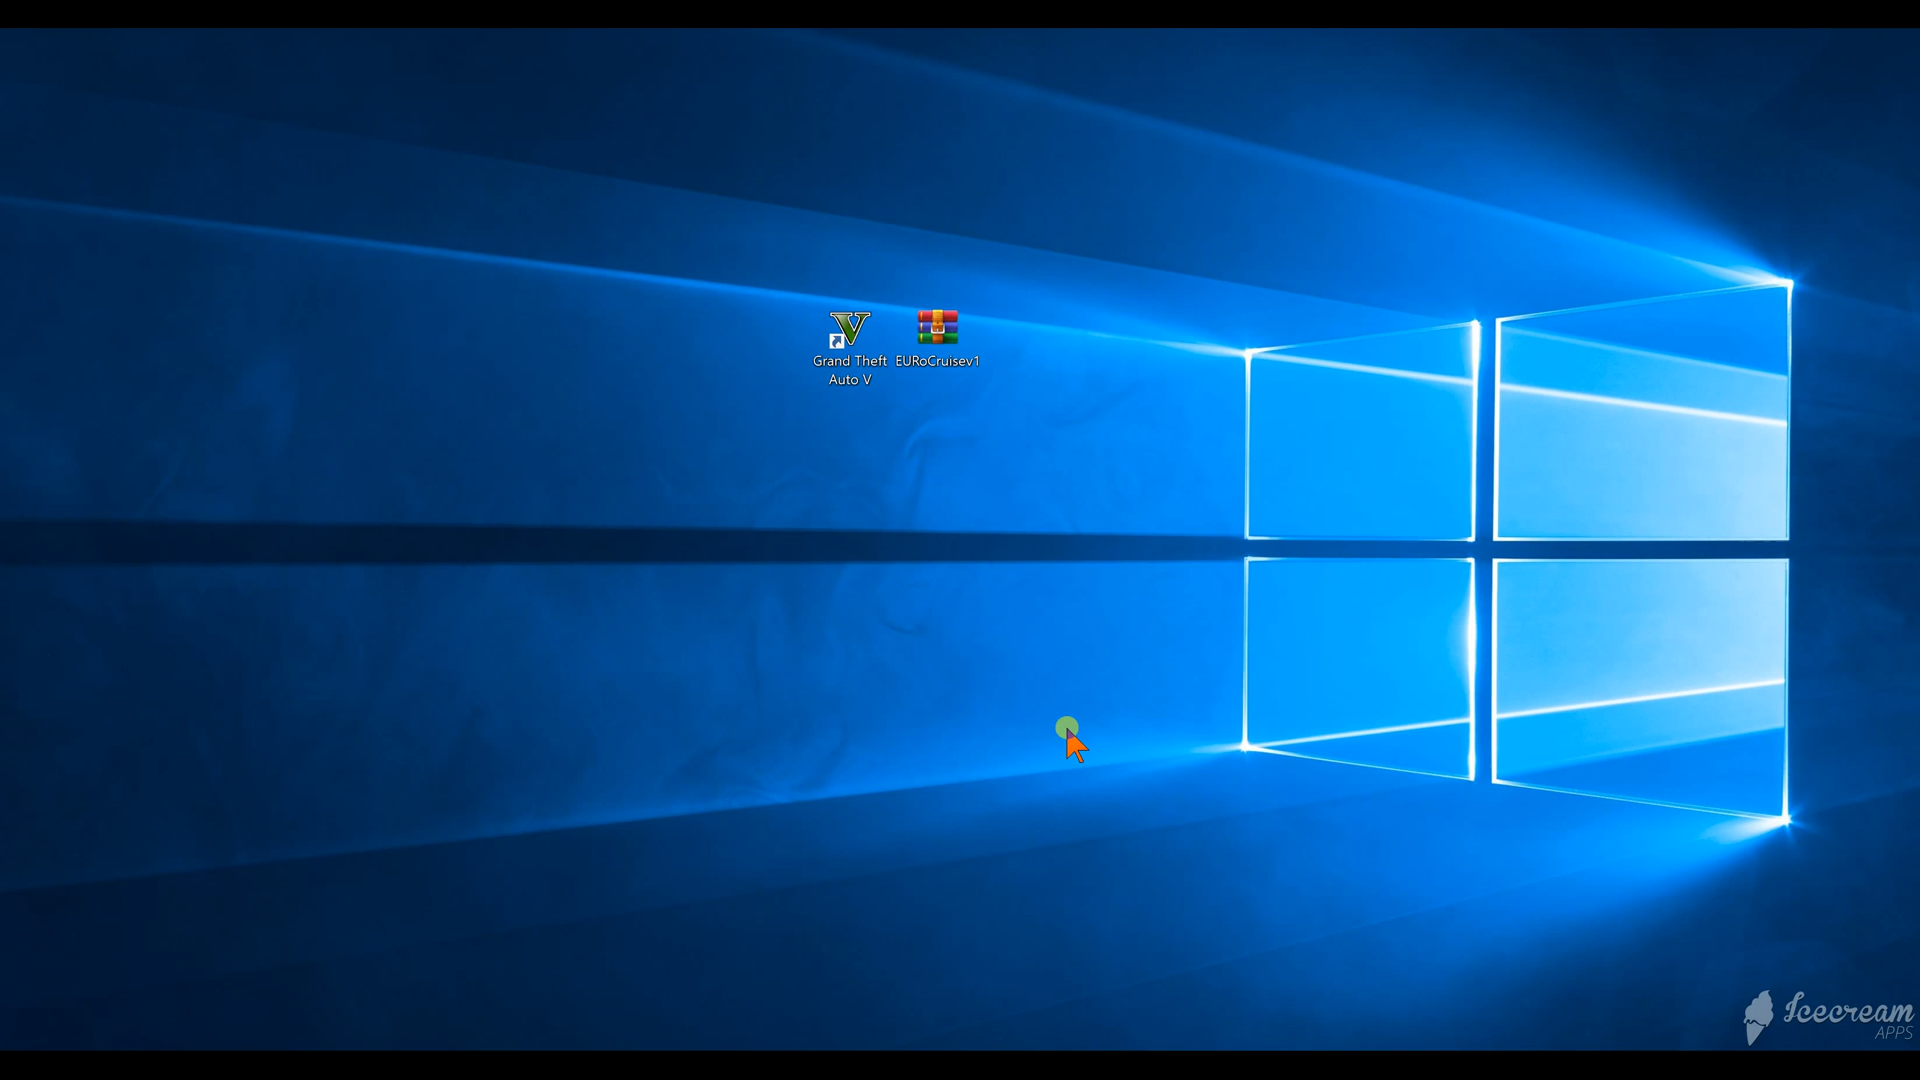 Grand Theft
Auto V
EURoCruisev1
Icecream
APPS